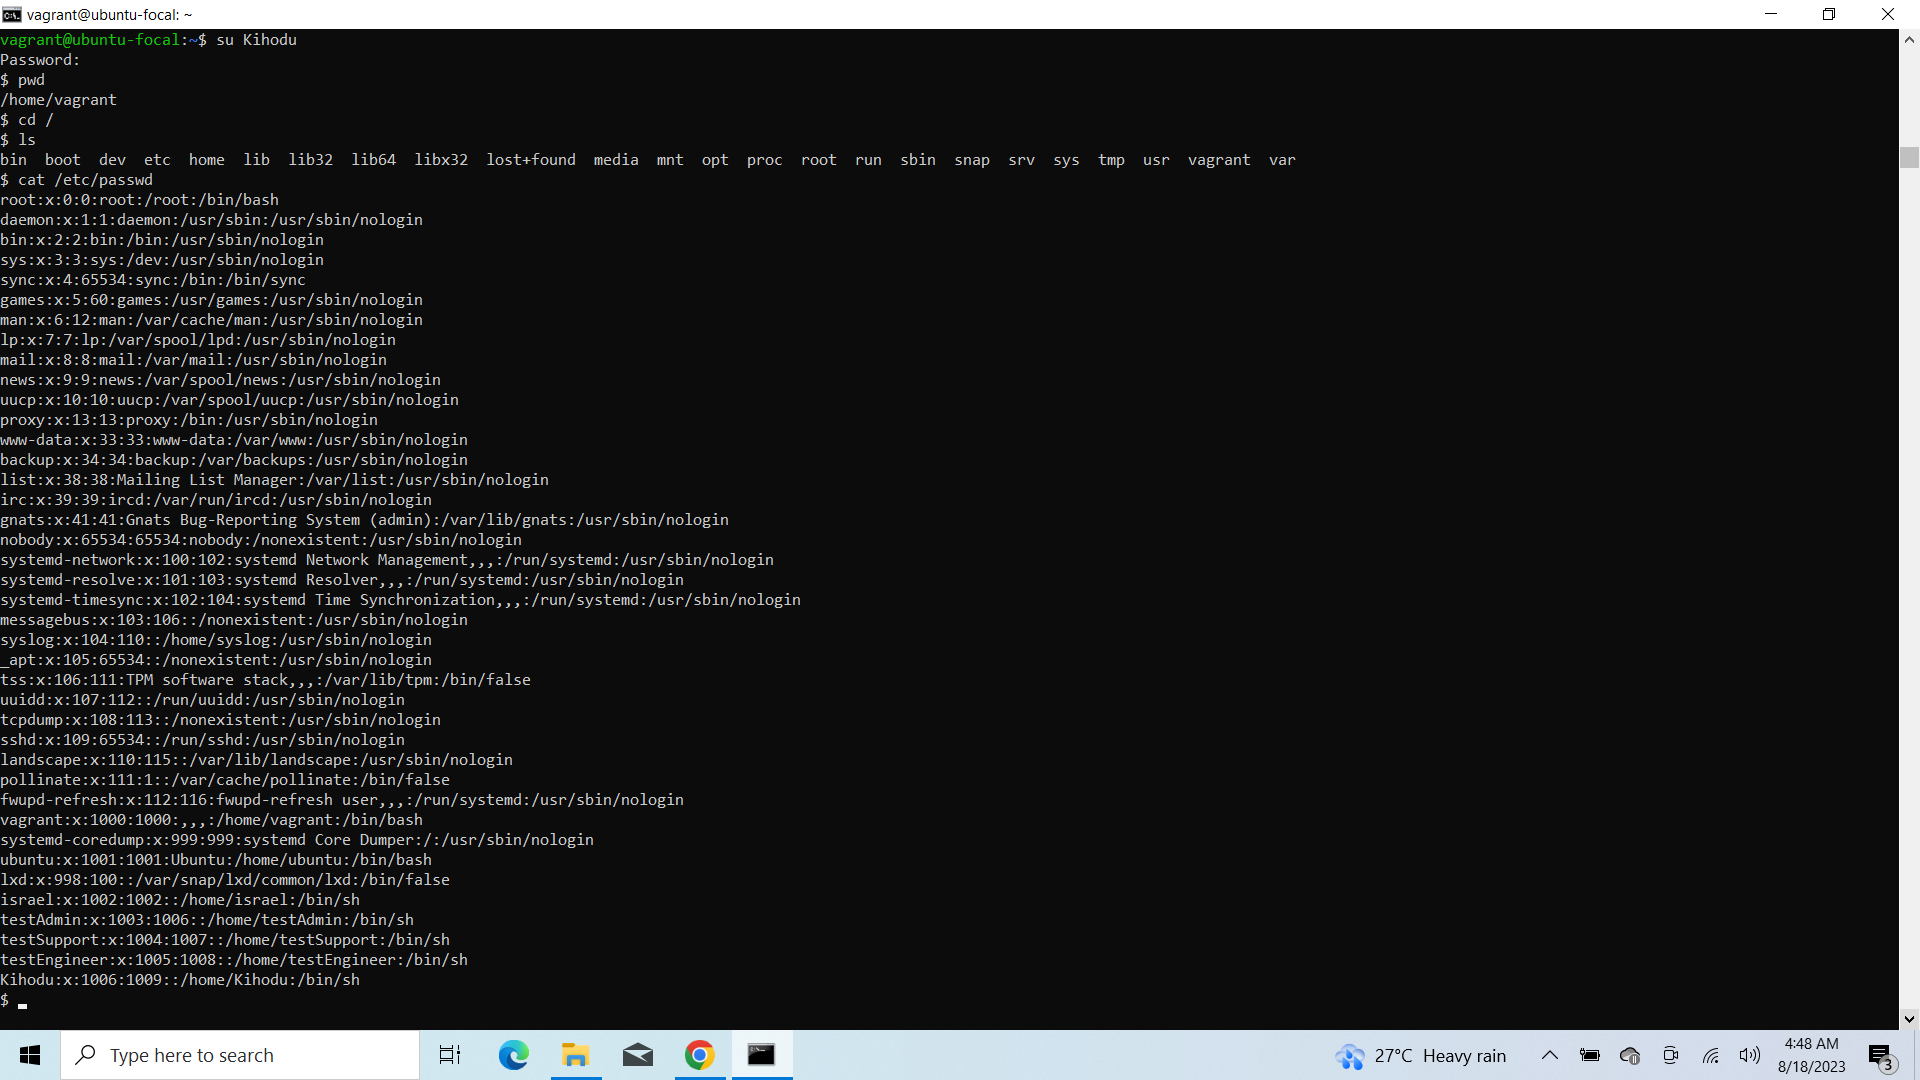 vagrant@ubuntu-focal: ~
vagrant@ubuntu-focal:~$ su Kihodu
Password:
$ pwd
/home/vagrant
$ cd /
$ ls
bin  boot  dev  etc  home  lib  lib32  lib64  libx32  lost+found  media  mnt  opt  proc  root  run  sbin  snap  srv  sys  tmp  usr  vagrant  var
$ cat /etc/passwd
root:x:0:0:root:/root:/bin/bash
daemon:x:1:1:daemon:/usr/sbin:/usr/sbin/nologin
bin:x:2:2:bin:/bin:/usr/sbin/nologin
sys:x:3:3:sys:/dev:/usr/sbin/nologin
sync:x:4:65534:sync:/bin:/bin/sync
games:x:5:60:games:/usr/games:/usr/sbin/nologin
man:x:6:12:man:/var/cache/man:/usr/sbin/nologin
lp:x:7:7:lp:/var/spool/lpd:/usr/sbin/nologin
mail:x:8:8:mail:/var/mail:/usr/sbin/nologin
news:x:9:9:news:/var/spool/news:/usr/sbin/nologin
uucp:x:10:10:uucp:/var/spool/uucp:/usr/sbin/nologin
proxy:x:13:13:proxy:/bin:/usr/sbin/nologin
www-data:x:33:33:www-data:/var/www:/usr/sbin/nologin
backup:x:34:34:backup:/var/backups:/usr/sbin/nologin
list:x:38:38:Mailing List Manager:/var/list:/usr/sbin/nologin
irc:x:39:39:ircd:/var/run/ircd:/usr/sbin/nologin
gnats:x:41:41:Gnats Bug-Reporting System (admin):/var/lib/gnats:/usr/sbin/nologin
nobody:x:65534:65534:nobody:/nonexistent:/usr/sbin/nologin
systemd-network:x:100:102:systemd Network Management,,,:/run/systemd:/usr/sbin/nologin
systemd-resolve:x:101:103:systemd Resolver,,,:/run/systemd:/usr/sbin/nologin
systemd-timesync:x:102:104:systemd Time Synchronization,,,:/run/systemd:/usr/sbin/nologin
messagebus:x:103:106::/nonexistent:/usr/sbin/nologin
syslog:x:104:110::/home/syslog:/usr/sbin/nologin
_apt:x:105:65534::/nonexistent:/usr/sbin/nologin
tss:x:106:111:TPM software stack,,,:/var/lib/tpm:/bin/false
uuidd:x:107:112::/run/uuidd:/usr/sbin/nologin
tcpdump:x:108:113::/nonexistent:/usr/sbin/nologin
sshd:x:109:65534::/run/sshd:/usr/sbin/nologin
landscape:x:110:115::/var/lib/landscape:/usr/sbin/nologin
pollinate:x:111:1::/var/cache/pollinate:/bin/false
fwupd-refresh:x:112:116:fwupd-refresh user,,,:/run/systemd:/usr/sbin/nologin
vagrant:x:1000:1000:,,,:/home/vagrant:/bin/bash
systemd-coredump:x:999:999:systemd Core Dumper:/:/usr/sbin/nologin
ubuntu:x:1001:1001:Ubuntu:/home/ubuntu:/bin/bash
lxd:x:998:100::/var/snap/lxd/common/lxd:/bin/false
israel:x:1002:1002::/home/israel:/bin/sh
testAdmin:x:1003:1006::/home/testAdmin:/bin/sh
testSupport:x:1004:1007::/home/testSupport:/bin/sh
testEngineer:x:1005:1008::/home/testEngineer:/bin/sh
Kihodu:x:1006:1009::/home/Kihodu:/bin/sh
$
Type here to search
27°C  Heavy rain
4:48 AM
8/18/2023
3